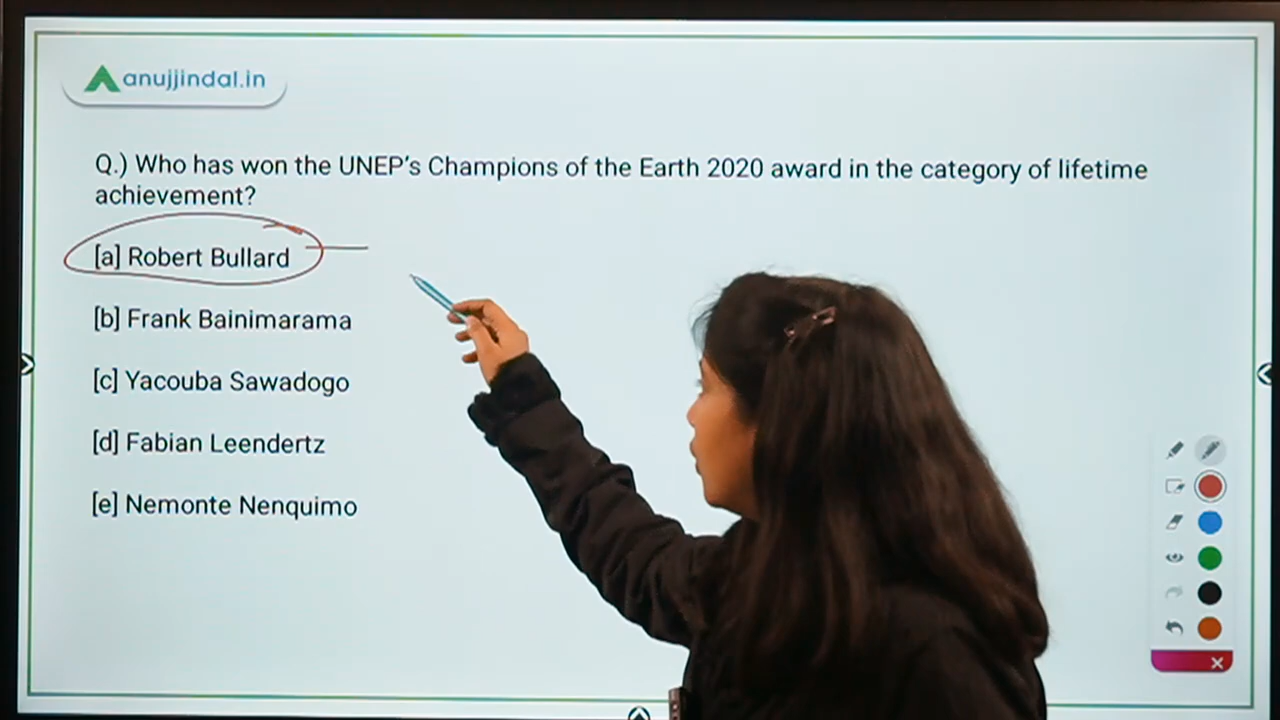 anujjindal.in
Q.) Who has won the UNEP's Champions of the Earth 2020 award in the category of lifetime
achievement?
[a] Robert Bullard
[b] Frank Bainimarama
[c] Yacouba Sawadogo
[d] Fabian Leendertz
[e] Nemonte Nenquimo